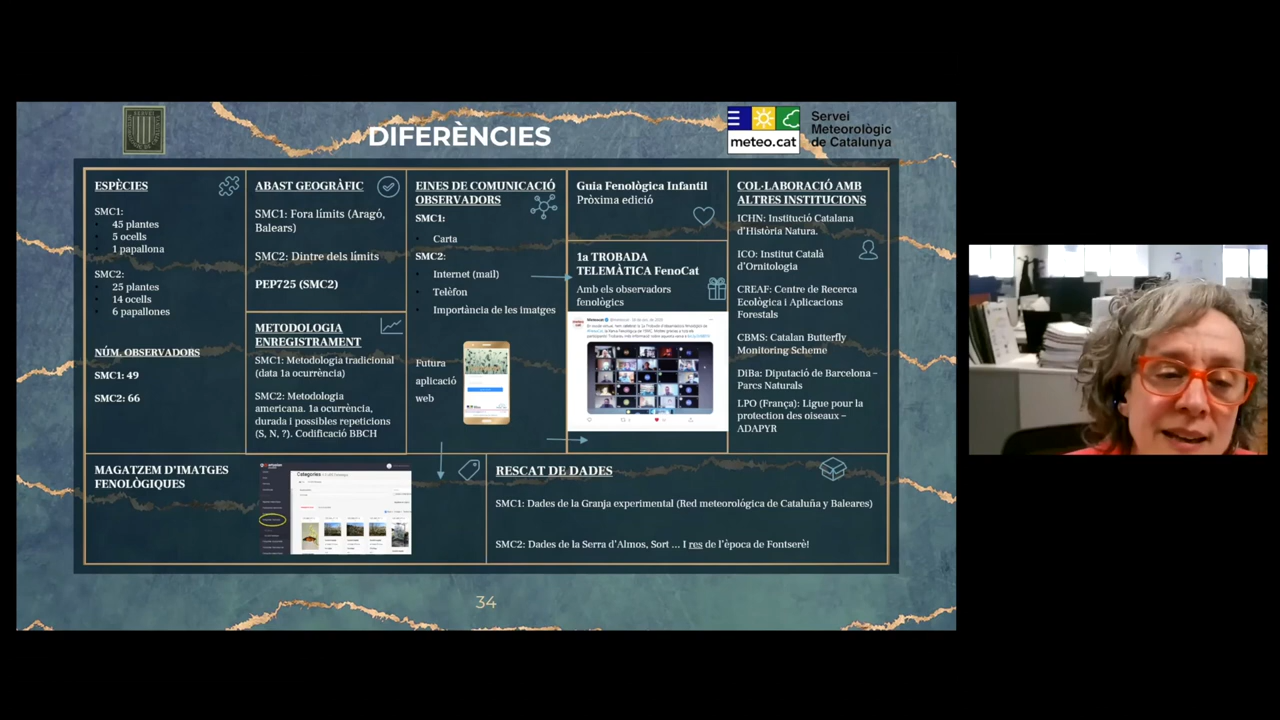 DIFERÈNCIES
meteo.cat
Servei
Meteorològic
de Catalunya
ESPÈCIES
SMC1:
• 45 plantes
• 5 ocells
• 1 papallona
SMC2:
• 25 plantes
• 14 ocells
• 6 papallones
NÚM. OBSERVADORS
SMC1: 49
SMC2: 66
ABAST GEOGRÀFIC
SMC1: Fora límits (Aragó,
Balears)
SMC2: Dintre dels límits
PEP725 (SMC2)
METODOLOGIA
ENREGISTRAMENT
SMC1: Metodologia tradicional
(data 1a ocurrència)
SMC2: Metodologia
americana. 1a ocurrència,
durada i possibles repeticions
(S, N, ?). Codificació BBCH
EINES DE COMUNICACIÓ
OBSERVADORS
SMC1:
• Carta
SMC2:
• Internet (mail)
• Telèfon
• Importància de les imatges
Futura
aplicació
web
Guia Fenològica Infantil
Pròxima edició
1a TROBADA
TELEMÀTICA FenoCat
Amb els observadors
fenològics
COL·LABORACIÓ AMB
ALTRES INSTITUCIONS
ICHN: Institució Catalana
d'Història Natura.
ICO: Institut Català
d'Ornitologia
CREAF: Centre de Recerca
Ecològica i Aplicacions
Forestals
CBMS: Catalan Butterfly
Monitoring Scheme
DiBa: Diputació de Barcelona –
Parcs Naturals
LPO (França): Ligue pour la
protection des oiseaux –
ADAPYR
MAGATZEM D'IMATGES
FENOLÒGIQUES
Categories
RESCAT DE DADES
SMC1: Dades de la Granja experimental (Red meteorológica de Cataluña y Baleares)
SMC2: Dades de la Serra d'Almos, Sort ... I res de l'època de Fontserè!
34